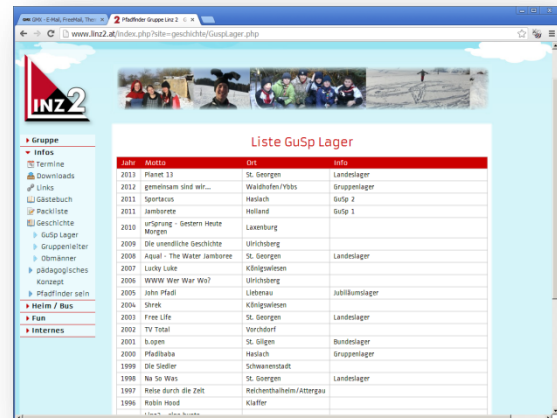 GMX - E-Mail, FreeMail, The
Pfadfinder Gruppe Linz 2
www.linz2.at/index.php?site=geschichte/GuspLager.php
LINZ 2
Gruppe
Infos
Termine
Downloads
Links
Gästebuch
Packliste
Geschichte
GuSp Lager
Gruppenleiter
Obmänner
pädagogisches
Konzept
Pfadfinder sein
Heim / Bus
Fun
Internes
Liste GuSp Lager
Jahr Motto Ort Info
2013 Planet 13 St. Georgen Landeslager
2012 gemeinsam sind wir... Waidhofen/Ybbs Gruppenlager
2011 Sportacus Haslach GuSp 2
2011 Jamborete Holland GuSp 1
2010 urSprung - Gestern Heute Morgen Laxenburg
2009 Die unendliche Geschichte Ulrichsberg
2008 Aqua! - The Water Jamboree St. Georgen Landeslager
2007 Lucky Luke Königswiesen
2006 WWW Wer War Wo? Ulrichsberg
2005 John Pfadl Liebenau Jubiläumslager
2004 Shrek Königswiesen
2003 Free Life St. Georgen Landeslager
2002 TV Total Vorchdorf
2001 b.open St. Gilgen Bundeslager
2000 Pfadibaba Haslach Gruppenlager
1999 Die Siedler Schwanenstadt
1998 Na So Was St. Goergen Landeslager
1997 Reise durch die Zeit Reichenthalheim/Attergau
1996 Robin Hood Klaffer